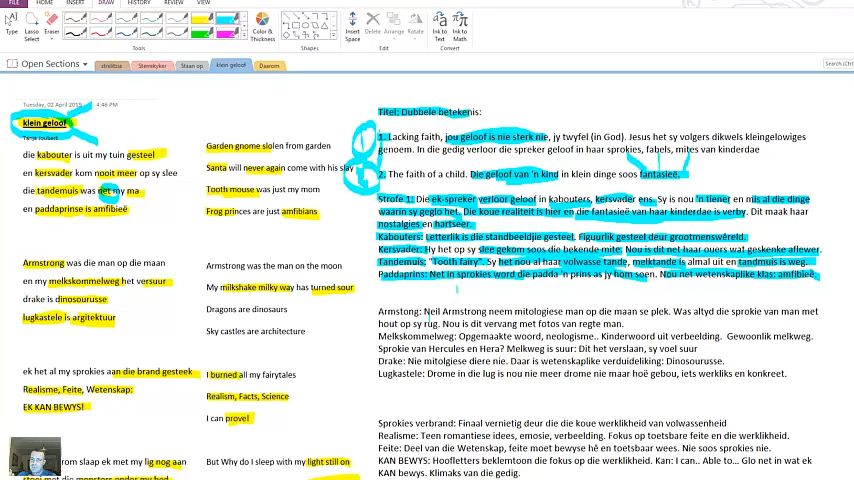 FILE HOME INSERT DRAW HISTORY REVIEW VIEW
Type Lasso Select Eraser Color & Thickness Insert Space Delete Arrange Rotate Ink to Text Ink to Math
Tools Shapes Edit Convert
Open Sections Sterrekyker Staan op klein geloof Daarom Search (Ctrl
Tuesday, 02 April 2019 4:46 PM
klein geloof
Tanja Joubert
die kabouter is uit my tuin gesteel
en kersvader kom nooit meer op sy slee
die tandemuis was net my ma
en paddaprinse is amfibieë
Armstrong was die man op die maan
en my melkskommelweg het versuur
drake is dinosourusse
lugkastele is argitektuur
ek het al my sprokies aan die brand gesteek
Realisme, Feite, Wetenskap:
EK KAN BEWYS!
slaap ek met my lig nog aan
met die monsters onder my bed
Garden gnome stolen from garden
Santa will never again come with his slay
Tooth mouse was just my mom
Frog princes are just amfibians
Armstrong was the man on the moon
My milkshake milky way has turned sour
Dragons are dinosaurs
Sky castles are architecture
I burned all my fairytales
Realism, Facts, Science
I can prove!
But Why do I sleep with my light still on
Titel: Dubbele betekenis:
1. Lacking faith, jou geloof is nie sterk nie, jy twyfel (in God). Jesus het sy volgers dikwels kleingelowiges
genoem. In die gedig verloor die spreker geloof in haar sprokies, fabels, mites van kinderdae
2. The faith of a child. Die geloof van 'n kind in klein dinge soos fantasieë.
Strofe 1: Die ek-spreker verloor geloof in kabouters, kersvader ens. Sy is nou 'n tiener en mis al die dinge
waarin sy geglo het. Die koue realiteit is hier en die fantasieë van haar kinderdae is verby. Dit maak haar
nostalgies en hartseer.
Kabouters: Letterlik is die standbeeldjie gesteel. Figuurlik gesteel deur grootmenswêreld.
Kersvader: Hy het op sy slee gekom soos die bekende mite. Nou is dit net haar ouers wat geskenke aflewer.
Tandemuis: "Tooth fairy". Sy het nou al haar volwasse tande, melktande is almal uit en tandmuis is weg.
Paddaprins: Net in sprokies word die padda 'n prins as jy hom soen. Nou net wetenskaplike klas: amfibieë.
Armstong: Neil Armstrong neem mitologiese man op die maan se plek. Was altyd die sprokie van man met
hout op sy rug. Nou is dit vervang met fotos van regte man.
Melkskommelweg: Opgemaakte woord, neologisme.. Kinderwoord uit verbeelding. Gewoonlik melkweg.
Sprokie van Hercules en Hera? Melkweg is suur: Dit het verslaan, sy voel suur
Drake: Nie mitolgiese diere nie. Daar is wetenskaplike verduideliking: Dinosourusse.
Lugkastele: Drome in die lug is nou nie meer drome nie maar hoë gebou, iets werkliks en konkreet.
Sprokies verbrand: Finaal vernietig deur die die koue werklikheid van volwassenheid
Realisme: Teen romantiese idees, emosie, verbeelding. Fokus op toetsbare feite en die werklikheid.
Feite: Deel van die Wetenskap, feite moet bewyse hê en toetsbaar wees. Nie soos sprokies nie.
KAN BEWYS: Hoofletters beklemtoon die fokus op die werklikheid. Kan: I can.. Able to... Glo net in wat ek
KAN bewys. Klimaks van die gedig.